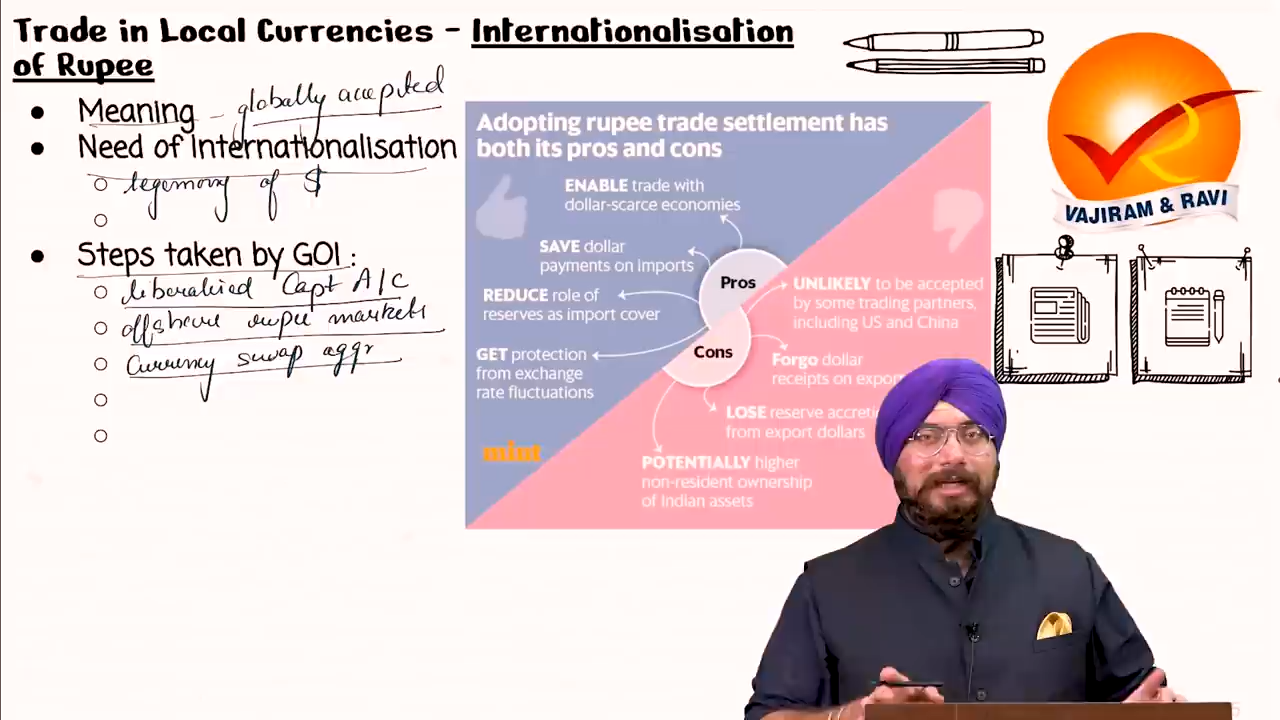 Trade in Local Currencies - Internationalisation
of Rupee
Meaning - globally accepted
Need of Internationalisation
hegemony of $
Steps taken by GOI :
liberalized Capt A/C
offshore rupee markets
Currency swap aggr
Adopting rupee trade settlement has
both its pros and cons
ENABLE trade with
dollar-scarce economies
SAVE dollar
payments on imports
REDUCE role of
reserves as import cover
GET protection
from exchange
rate fluctuations
Pros
Cons
UNLIKELY to be accepted
by some trading partners,
including US and China
Forgo dollar
receipts on expor
LOSE reserve accreti
from export dollars
POTENTIALLY higher
non-resident ownership
of Indian assets
mint
VAJIRAM & RAVI